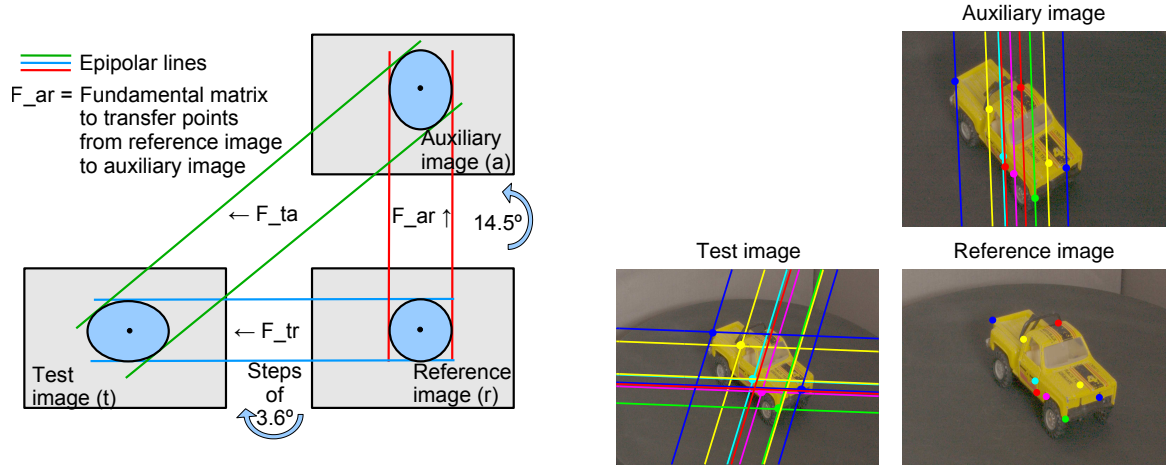 Epipolar lines
F_ar = Fundamental matrix
to transfer points
from reference image
to auxiliary image
Auxiliary
image (a)
← F_ta
F_ar ↑
14.5º
← F_tr
Test
image (t)
Steps
of
3.6º
Reference
image (r)
Auxiliary image
Test image
Reference image